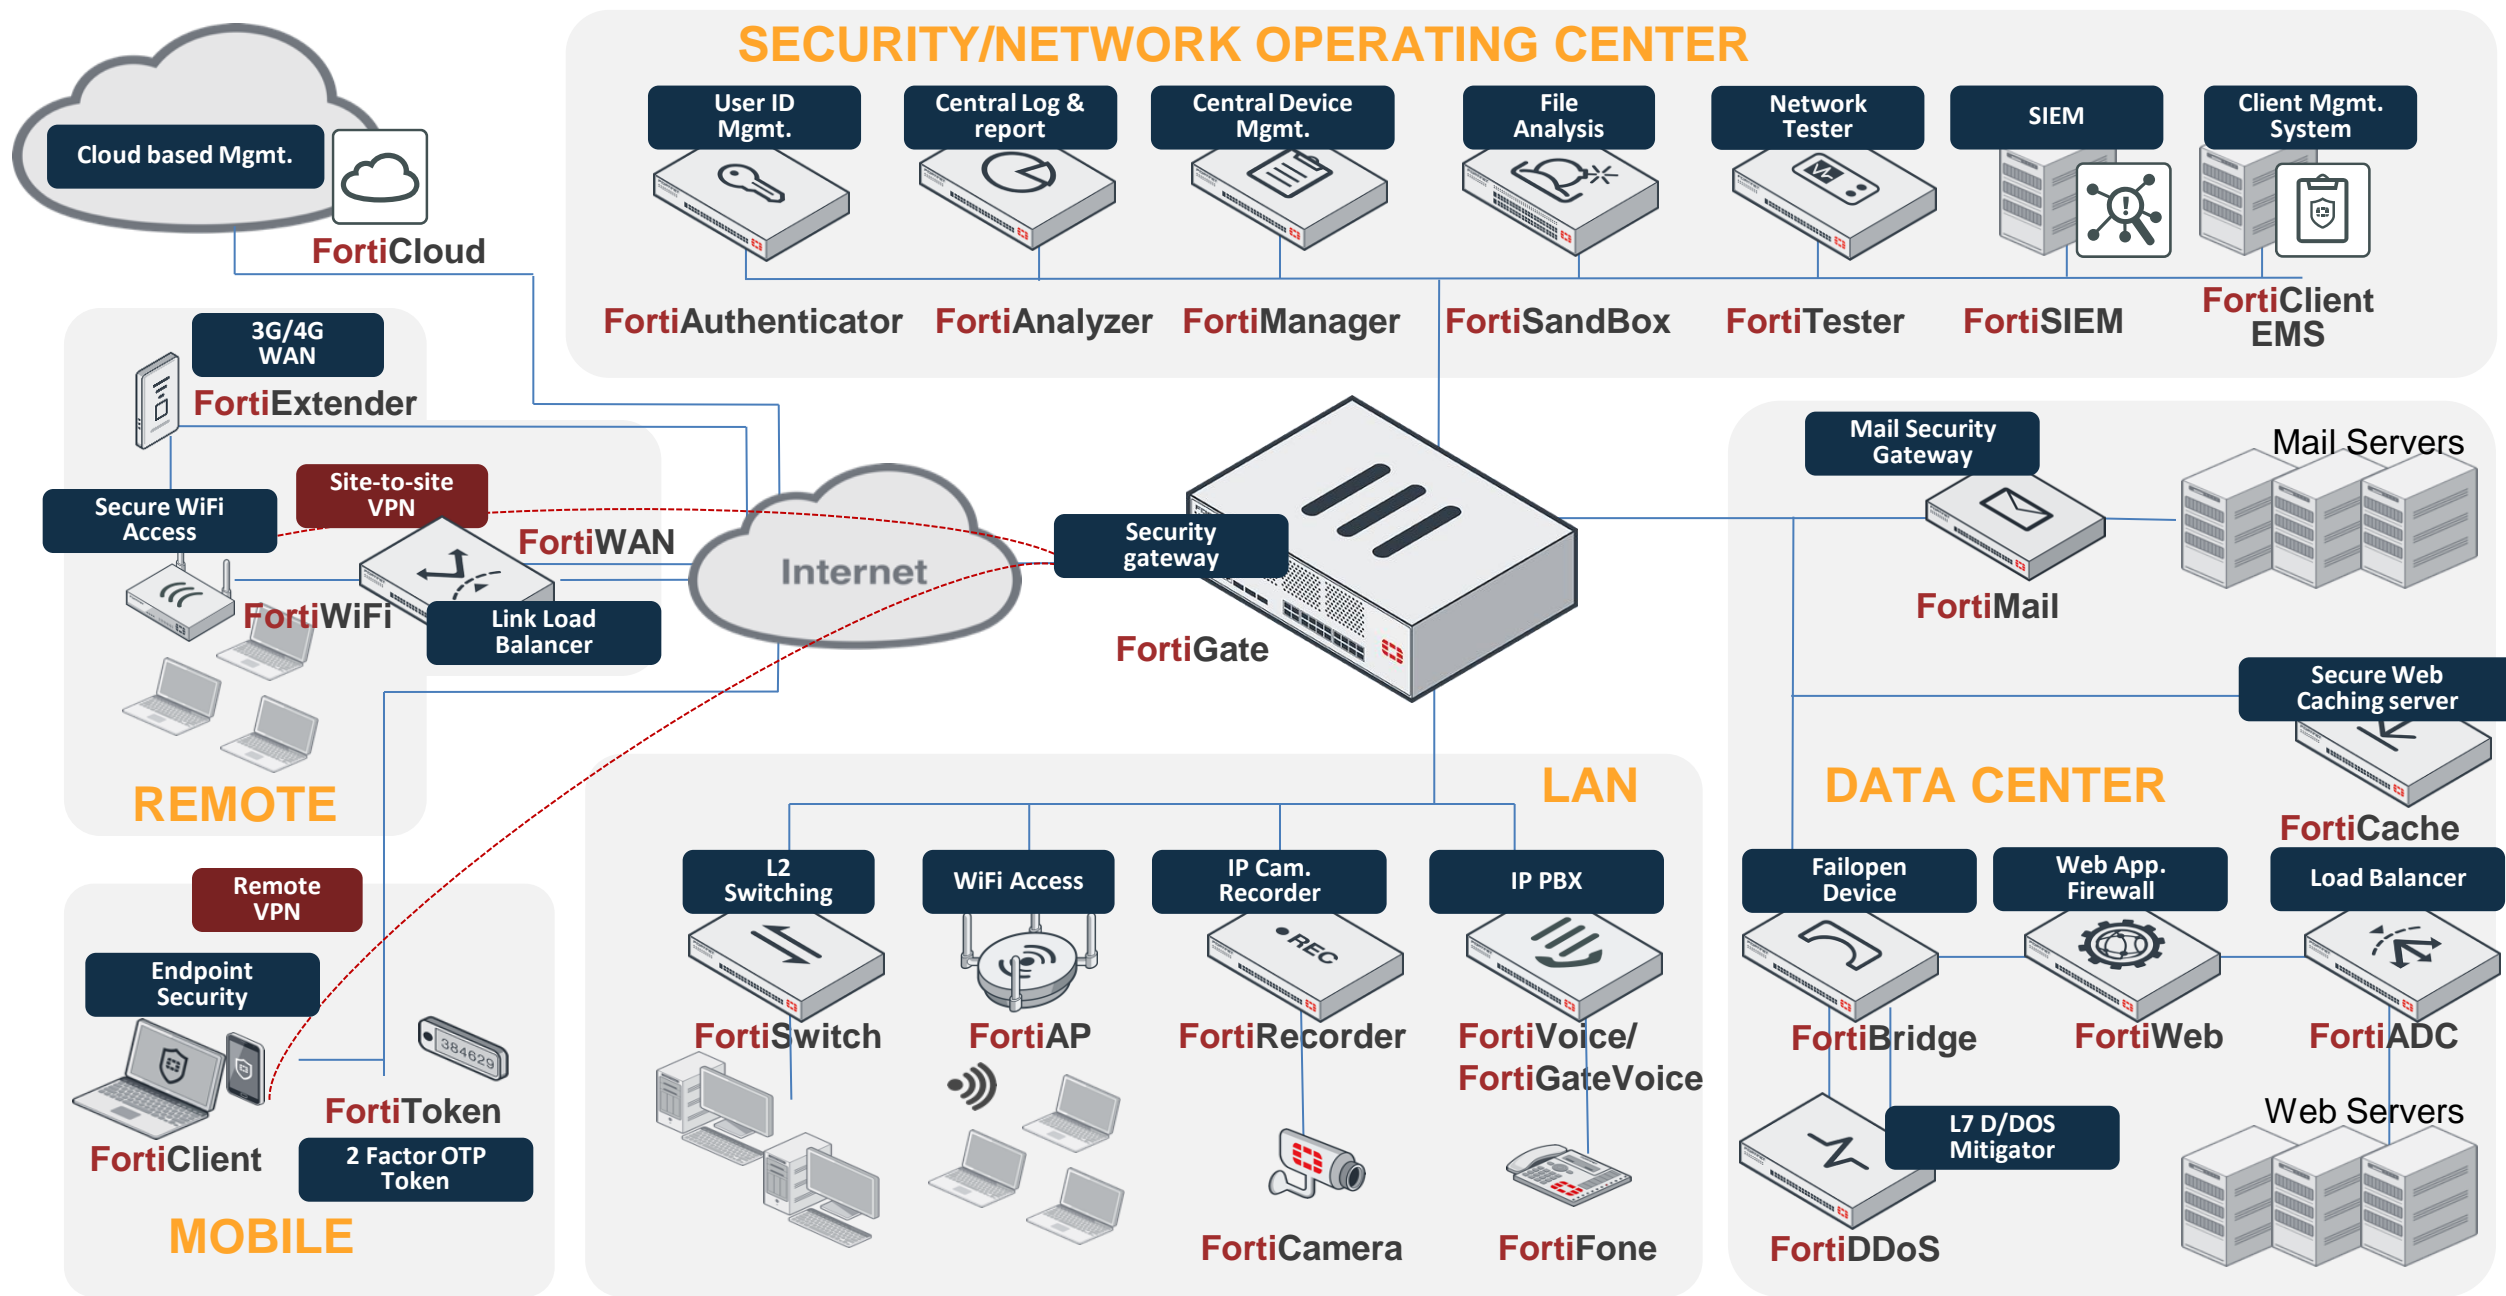 SECURITY/NETWORK OPERATING CENTER
User ID
Mgmt.
Central Log &
report
Central Device
Mgmt.
File
Analysis
Network
Tester
SIEM
Client Mgmt.
System
FortiAuthenticator
FortiAnalyzer
FortiManager
FortiSandBox
FortiTester
FortiSIEM
FortiClient
EMS
Cloud based Mgmt.
FortiCloud
3G/4G
WAN
FortiExtender
Site-to-site
VPN
Secure WiFi
Access
FortiWAN
FortiWiFi
Link Load
Balancer
REMOTE
Internet
Security
gateway
FortiGate
Mail Security
Gateway
Mail Servers
FortiMail
Secure Web
Caching server
DATA CENTER
FortiCache
Failopen
Device
Web App.
Firewall
Load Balancer
FortiBridge
FortiWeb
FortiADC
L7 D/DOS
Mitigator
Web Servers
FortiDDoS
LAN
L2
Switching
WiFi Access
IP Cam.
Recorder
IP PBX
REC
FortiSwitch
FortiAP
FortiRecorder
FortiVoice/
FortiGateVoice
FortiCamera
FortiFone
Remote
VPN
Endpoint
Security
384629
FortiToken
FortiClient
2 Factor OTP
Token
MOBILE